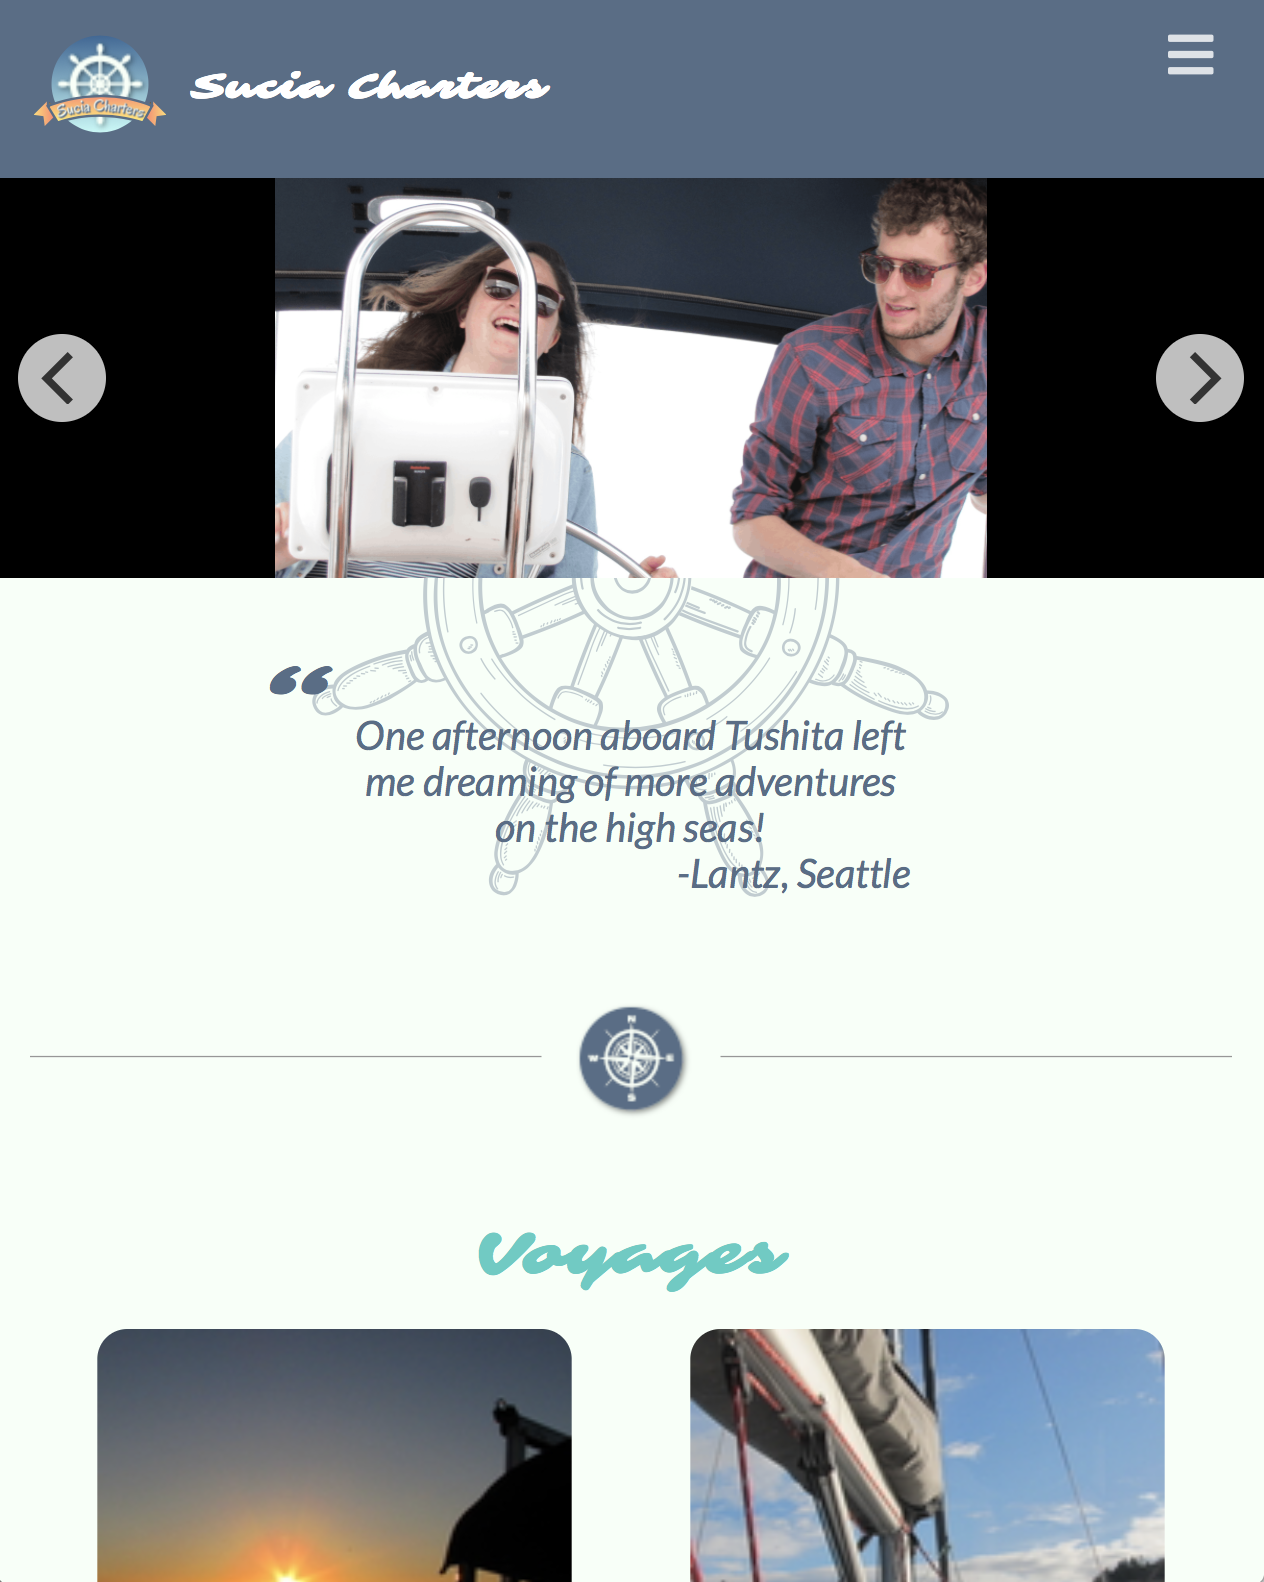 Sucia Charters
Sucia Charters
“
One afternoon aboard Tushita left
me dreaming of more adventures
on the high seas!
-Lantz, Seattle
N
W E
S
Voyages